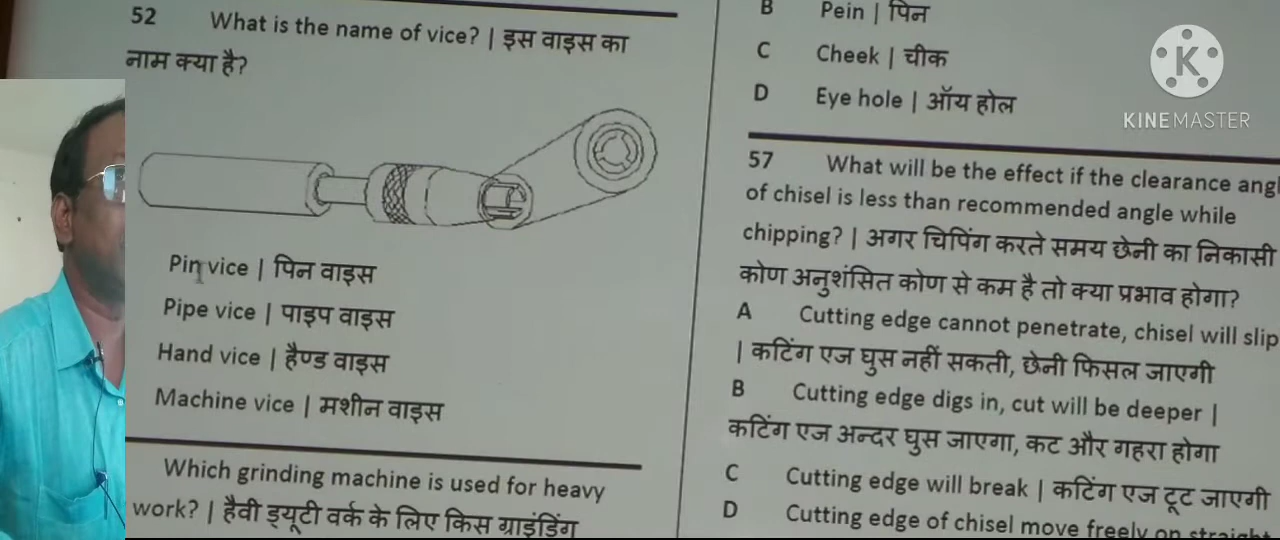 52 What is the name of vice? | इस वाइस का
नाम क्या है?
Pin vice | पिन वाइस
Pipe vice | पाइप वाइस
Hand vice | हैण्ड वाइस
Machine vice | मशीन वाइस
Which grinding machine is used for heavy
work? | हैवी ड्यूटी वर्क के लिए किस ग्राइंडिंग
B Pein | पिन
C Cheek | चीक
D Eye hole | ऑय होल
57 What will be the effect if the clearance angl
of chisel is less than recommended angle while
chipping? | अगर चिपिंग करते समय छेनी का निकासी
कोण अनुशंसित कोण से कम है तो क्या प्रभाव होगा?
A Cutting edge cannot penetrate, chisel will slip
| कटिंग एज घुस नहीं सकती, छेनी फिसल जाएगी
B Cutting edge digs in, cut will be deeper |
कटिंग एज अन्दर घुस जाएगा, कट और गहरा होगा
C Cutting edge will break | कटिंग एज टूट जाएगी
D Cutting edge of chisel move freely on straight
K
KINEMASTER